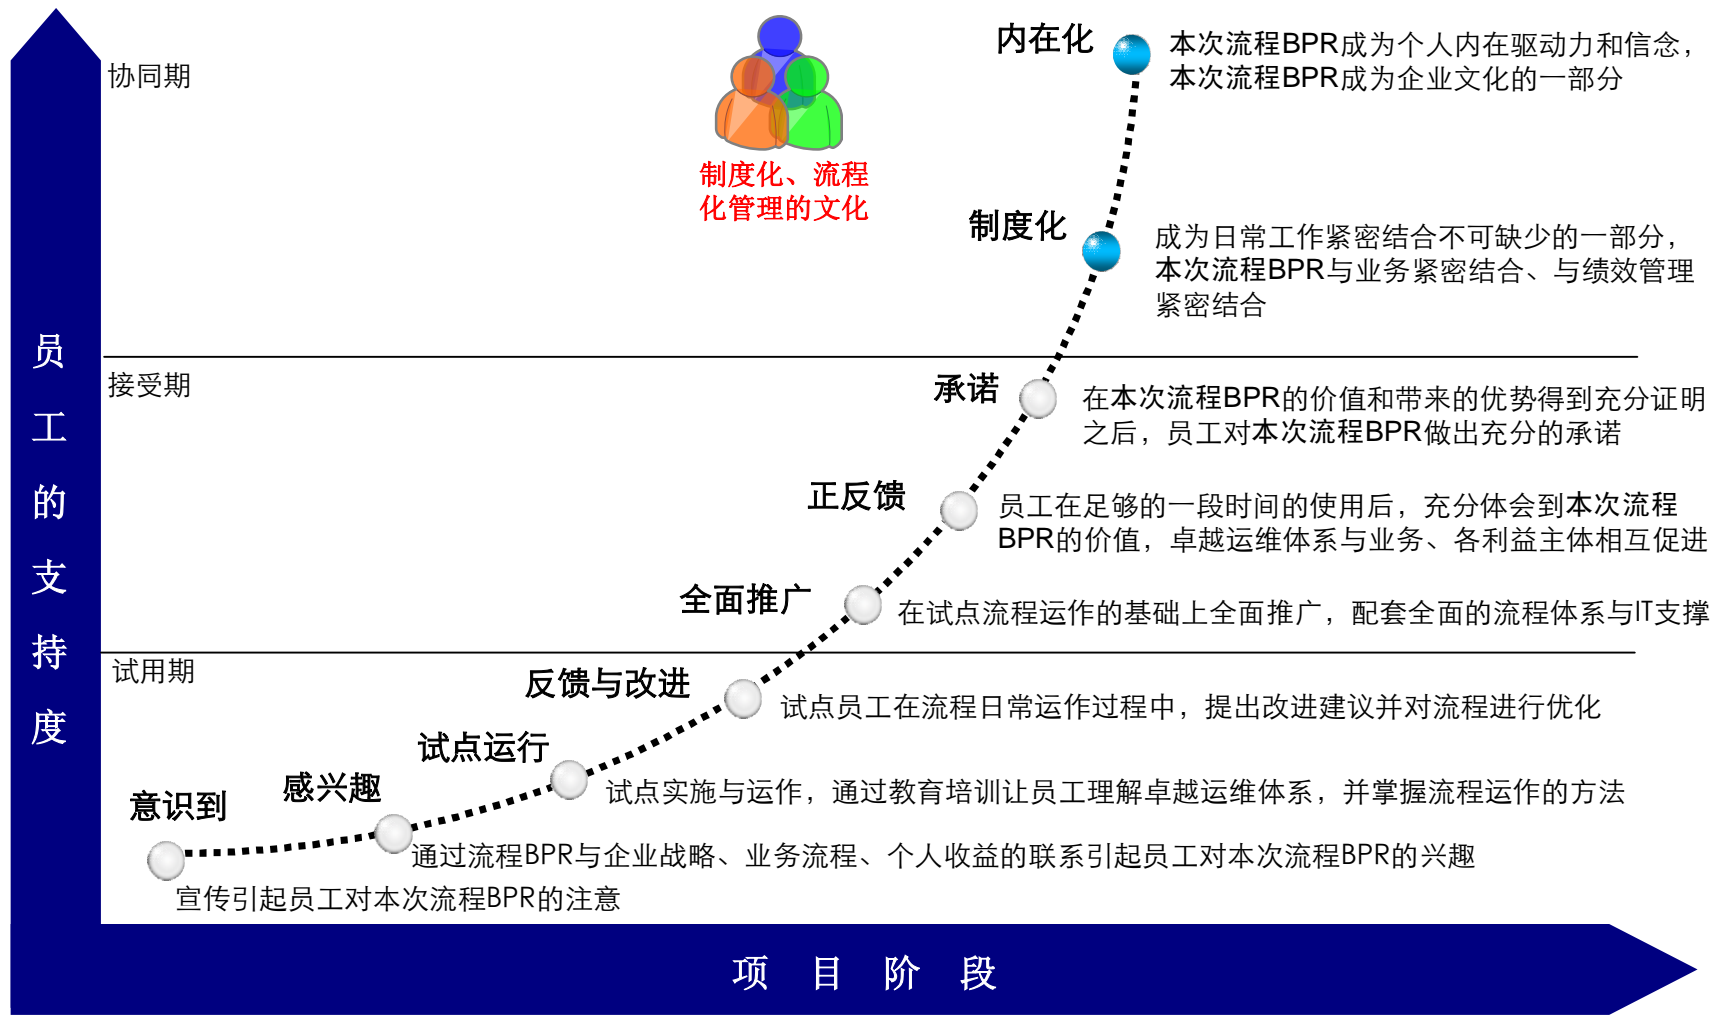 内在化
本次流程BPR成为个人内在驱动力和信念，
本次流程BPR成为企业文化的一部分
协同期
制度化、流程
化管理的文化
制度化
成为日常工作紧密结合不可缺少的一部分，
本次流程BPR与业务紧密结合、与绩效管理
紧密结合
接受期
承诺
在本次流程BPR的价值和带来的优势得到充分证明
之后，员工对本次流程BPR做出充分的承诺
正反馈
员工在足够的一段时间的使用后，充分体会到本次流程
BPR的价值，卓越运维体系与业务、各利益主体相互促进
全面推广
在试点流程运作的基础上全面推广，配套全面的流程体系与IT支撑
试用期
反馈与改进
试点员工在流程日常运作过程中，提出改进建议并对流程进行优化
试点运行
试点实施与运作，通过教育培训让员工理解卓越运维体系，并掌握流程运作的方法
感兴趣
通过流程BPR与企业战略、业务流程、个人收益的联系引起员工对本次流程BPR的兴趣
意识到
宣传引起员工对本次流程BPR的注意
员工的支持度
项目阶段